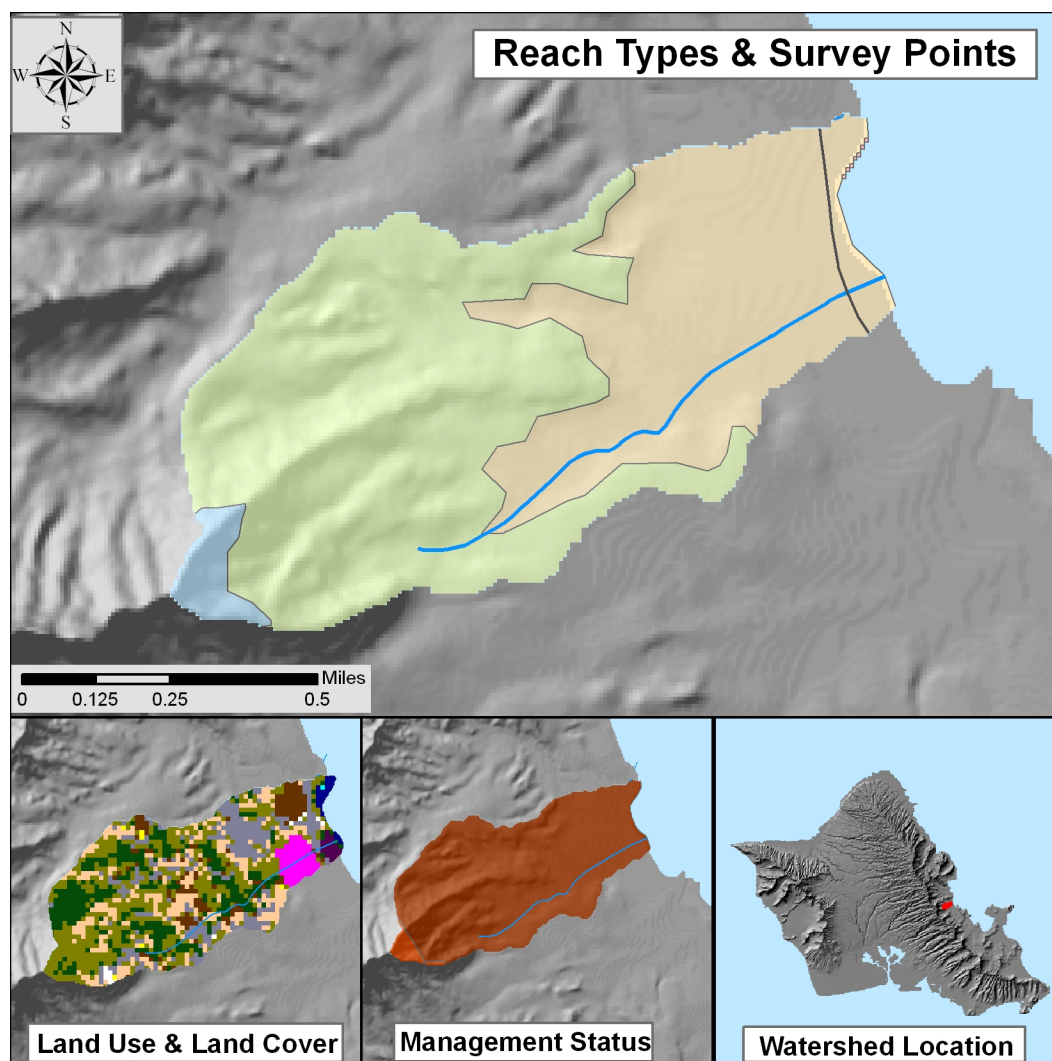 Reach Types & Survey Points
N
W E
S
Miles
0 0.125 0.25 0.5
Land Use & Land Cover
Management Status
Watershed Location